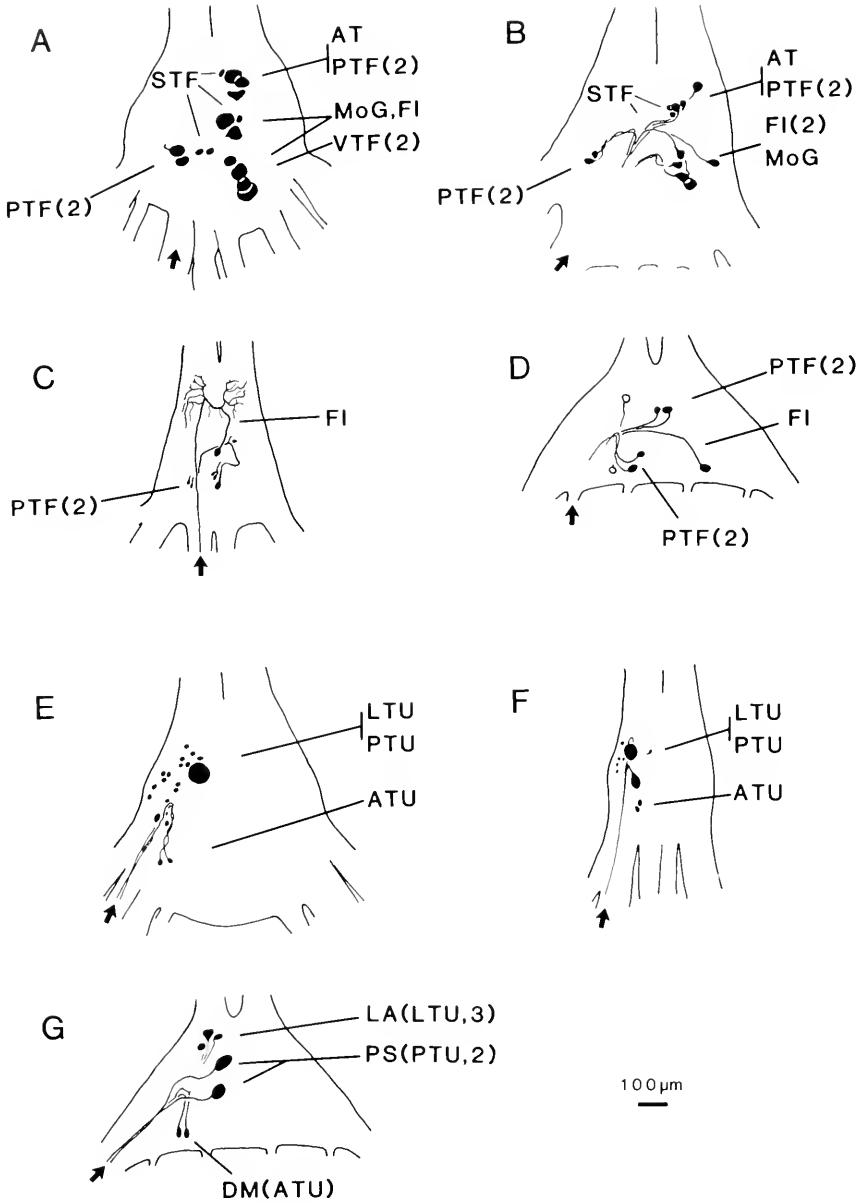 A
STF
AT
PTF(2)
MoG,FI
VTF(2)
PTF(2)
B
STF
AT
PTF(2)
FI(2)
MoG
PTF(2)
C
FI
PTF(2)
D
PTF(2)
FI
PTF(2)
E
LTU
PTU
ATU
F
LTU
PTU
ATU
G
LA(LTU,3)
PS(PTU,2)
DM(ATU)
100µm